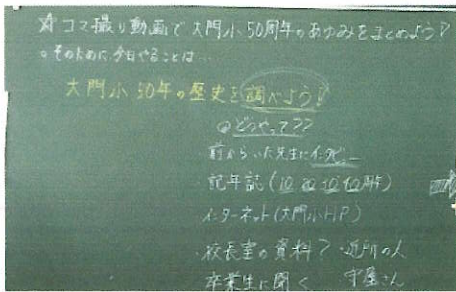 ☆コマ撮り動画で大門小50周年のあゆみをまとめよう!
○そのために今日やることは…
大門小50年の歴史を調べよう!
どうやって??
前からいた先生にインタビュー
記年誌(10 20 30 40周年)
インターネット(大門小HP)
・校長室の資料? ・近所の人
卒業生に聞く 守屋さん